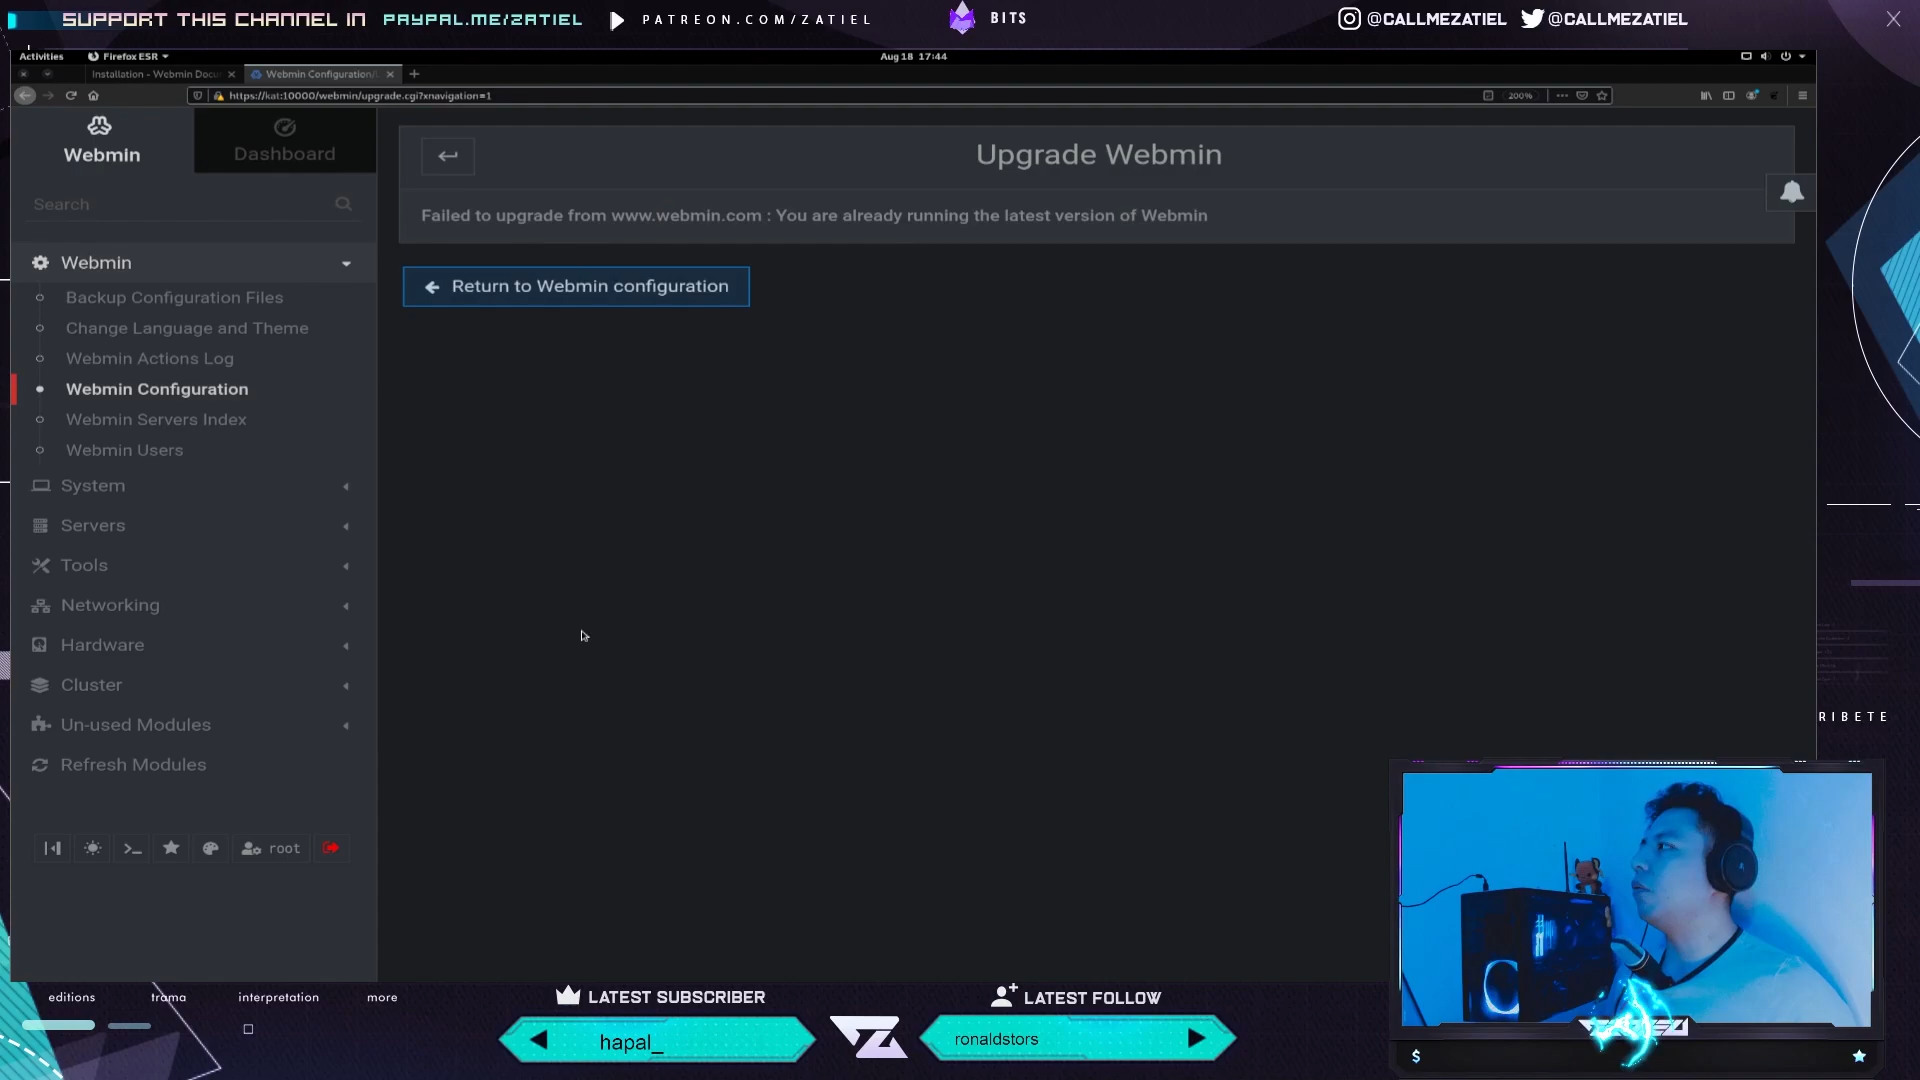 SUPPORT THIS CHANNEL IN PAYPAL.ME/ZATIEL
PATREON.COM/ZATIEL
BITS
@CALLMEZATIEL
@CALLMEZATIEL
Activities
Firefox ESR
Aug 18 17:44
Installation - Webmin Docu
Webmin Configuration/
https://kat:10000/webmin/upgrade.cgi?xnavigation=1
200%
Webmin
Dashboard
Search
Webmin
Backup Configuration Files
Change Language and Theme
Webmin Actions Log
Webmin Configuration
Webmin Servers Index
Webmin Users
System
Servers
Tools
Networking
Hardware
Cluster
Un-used Modules
Refresh Modules
root
Upgrade Webmin
Failed to upgrade from www.webmin.com : You are already running the latest version of Webmin
Return to Webmin configuration
RIBETE
editions
trama
interpretation
more
LATEST SUBSCRIBER
hapal_
LATEST FOLLOW
ronaldstors
$